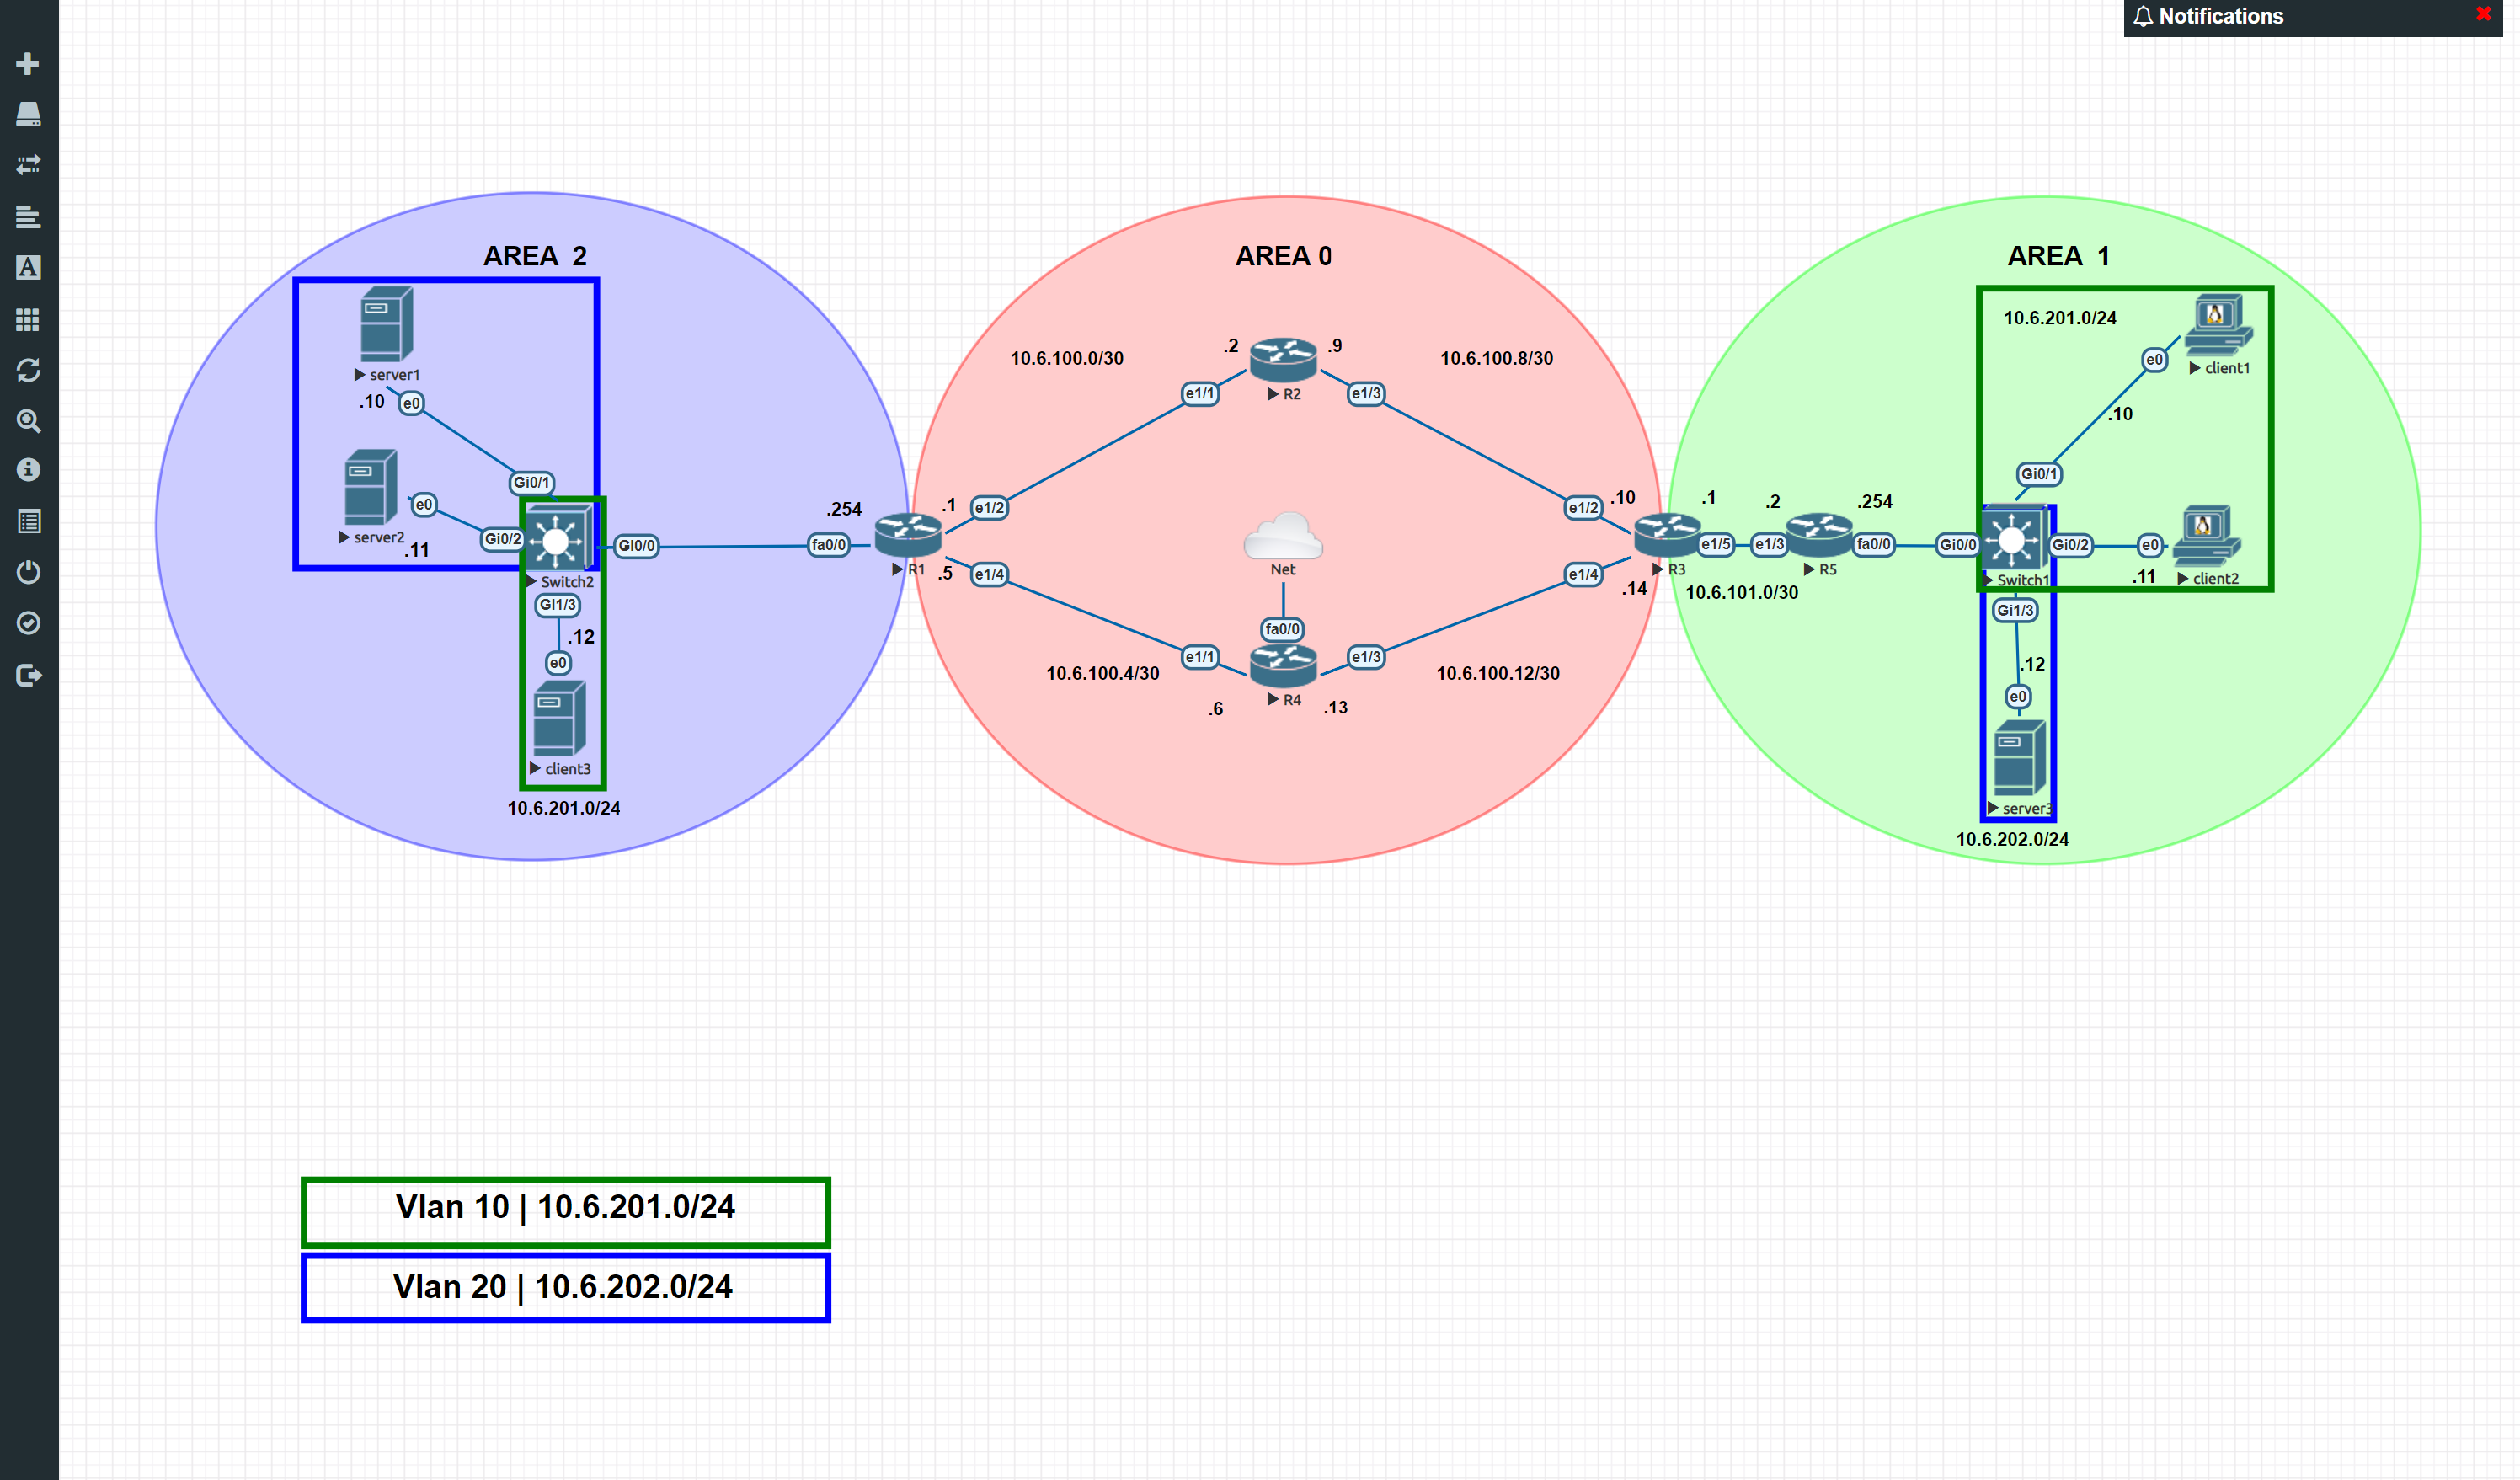 Notifications
AREA 2
AREA 0
AREA 1
server1
.10
e0
Gi0/1
server2
.11
e0
Gi0/2
Switch2
Gi0/0
Gi1/3
.12
e0
client3
10.6.201.0/24
.254
fa0/0
R1
.1
e1/2
.5
e1/4
10.6.100.0/30
.2
e1/1
R2
.9
e1/3
10.6.100.8/30
Net
fa0/0
10.6.100.4/30
e1/1
.6
R4
e1/3
.13
10.6.100.12/30
e1/2
.10
e1/4
.14
R3
.1
e1/5
10.6.101.0/30
.2
e1/3
R5
.254
fa0/0
Gi0/0
10.6.201.0/24
client1
e0
.10
Gi0/1
Switch1
Gi0/2
e0
.11
client2
Gi1/3
.12
e0
server3
10.6.202.0/24
Vlan 10 | 10.6.201.0/24
Vlan 20 | 10.6.202.0/24